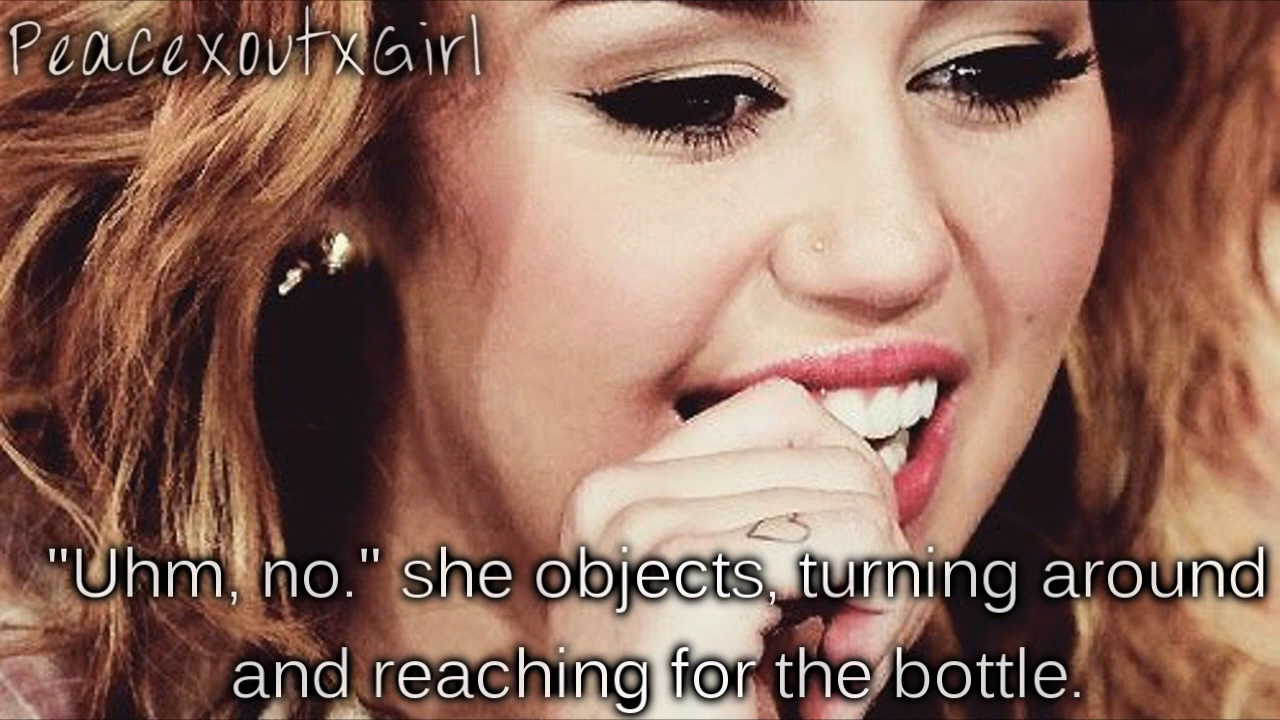 PeacexoutxGirl
"Uhm, no." she objects, turning around
and reaching for the bottle.